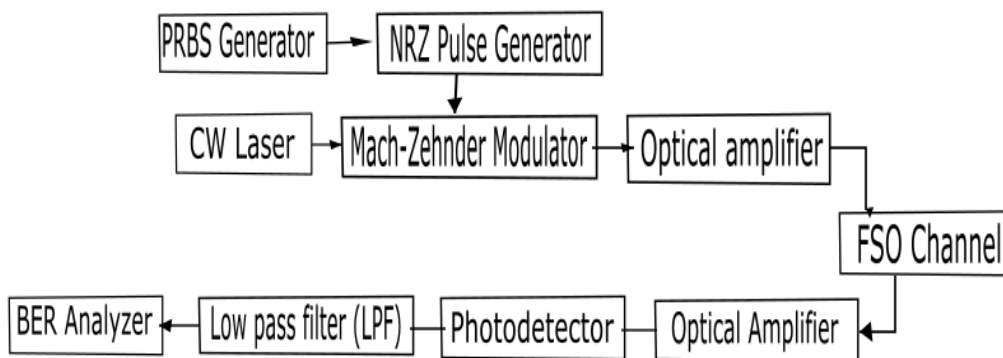 PRBS Generator
NRZ Pulse Generator
CW Laser
Mach-Zehnder Modulator
Optical amplifier
FSO Channel
BER Analyzer
Low pass filter (LPF)
Photodetector
Optical Amplifier